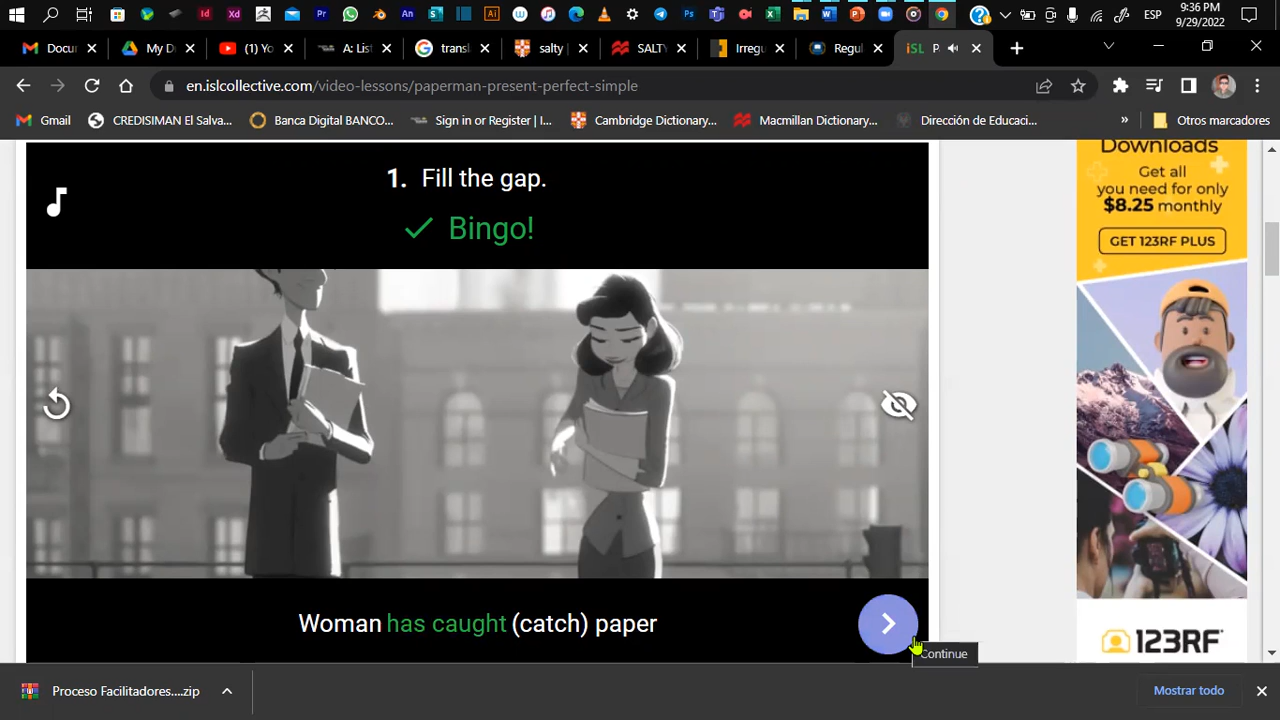 ESP
9:36 PM
9/29/2022
Docun
My D
(1) Yo
A: List
transl
salty
SALTY
Irregu
Regul
iSL P
en.islcollective.com/video-lessons/paperman-present-perfect-simple
Gmail
CREDISIMAN El Salva...
Banca Digital BANCO...
Sign in or Register | I...
Cambridge Dictionary...
Macmillan Dictionary...
Dirección de Educaci...
»
Otros marcadores
1. Fill the gap.
Bingo!
Woman has caught (catch) paper
Continue
Downloads
Get all
you need for only
$8.25 monthly
GET 123RF PLUS
123RF
Proceso Facilitadores....zip
Mostrar todo